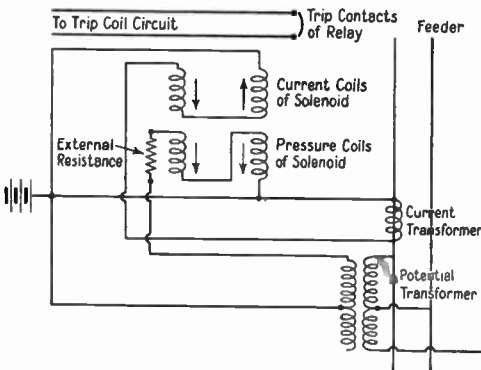 To Trip Coil Circuit
Trip Contacts
of Relay
Feeder
Current Coils
of Solenoid
External
Resistance
Pressure Coils
of Solenoid
Current
Transformer
Potential
Transformer